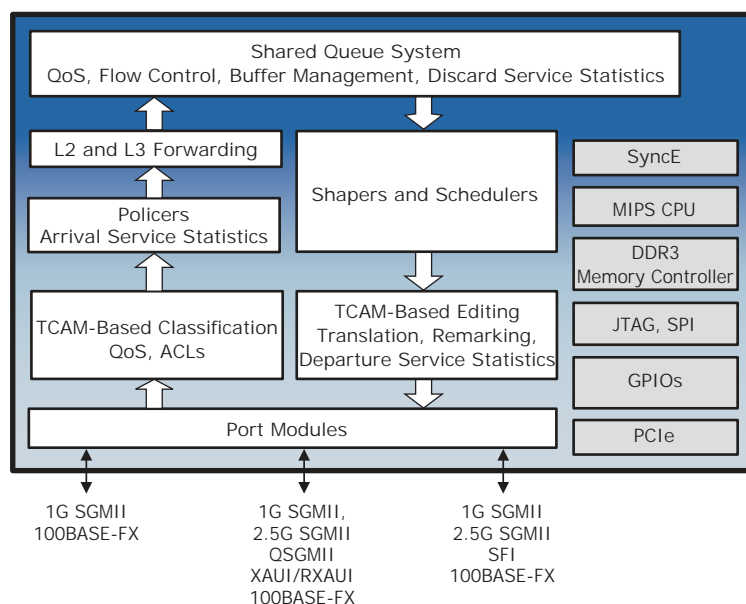 Shared Queue System
QoS, Flow Control, Buffer Management, Discard Service Statistics
L2 and L3 Forwarding
Policers
Arrival Service Statistics
TCAM-Based Classification
QoS, ACLs
Shapers and Schedulers
TCAM-Based Editing
Translation, Remarking,
Departure Service Statistics
Port Modules
SyncE
MIPS CPU
DDR3
Memory Controller
JTAG, SPI
GPIOs
PCIe
1G SGMII
100BASE-FX
1G SGMII,
2.5G SGMII
QSGMII
XAUI/RXAUI
100BASE-FX
1G SGMII
2.5G SGMII
SFI
100BASE-FX